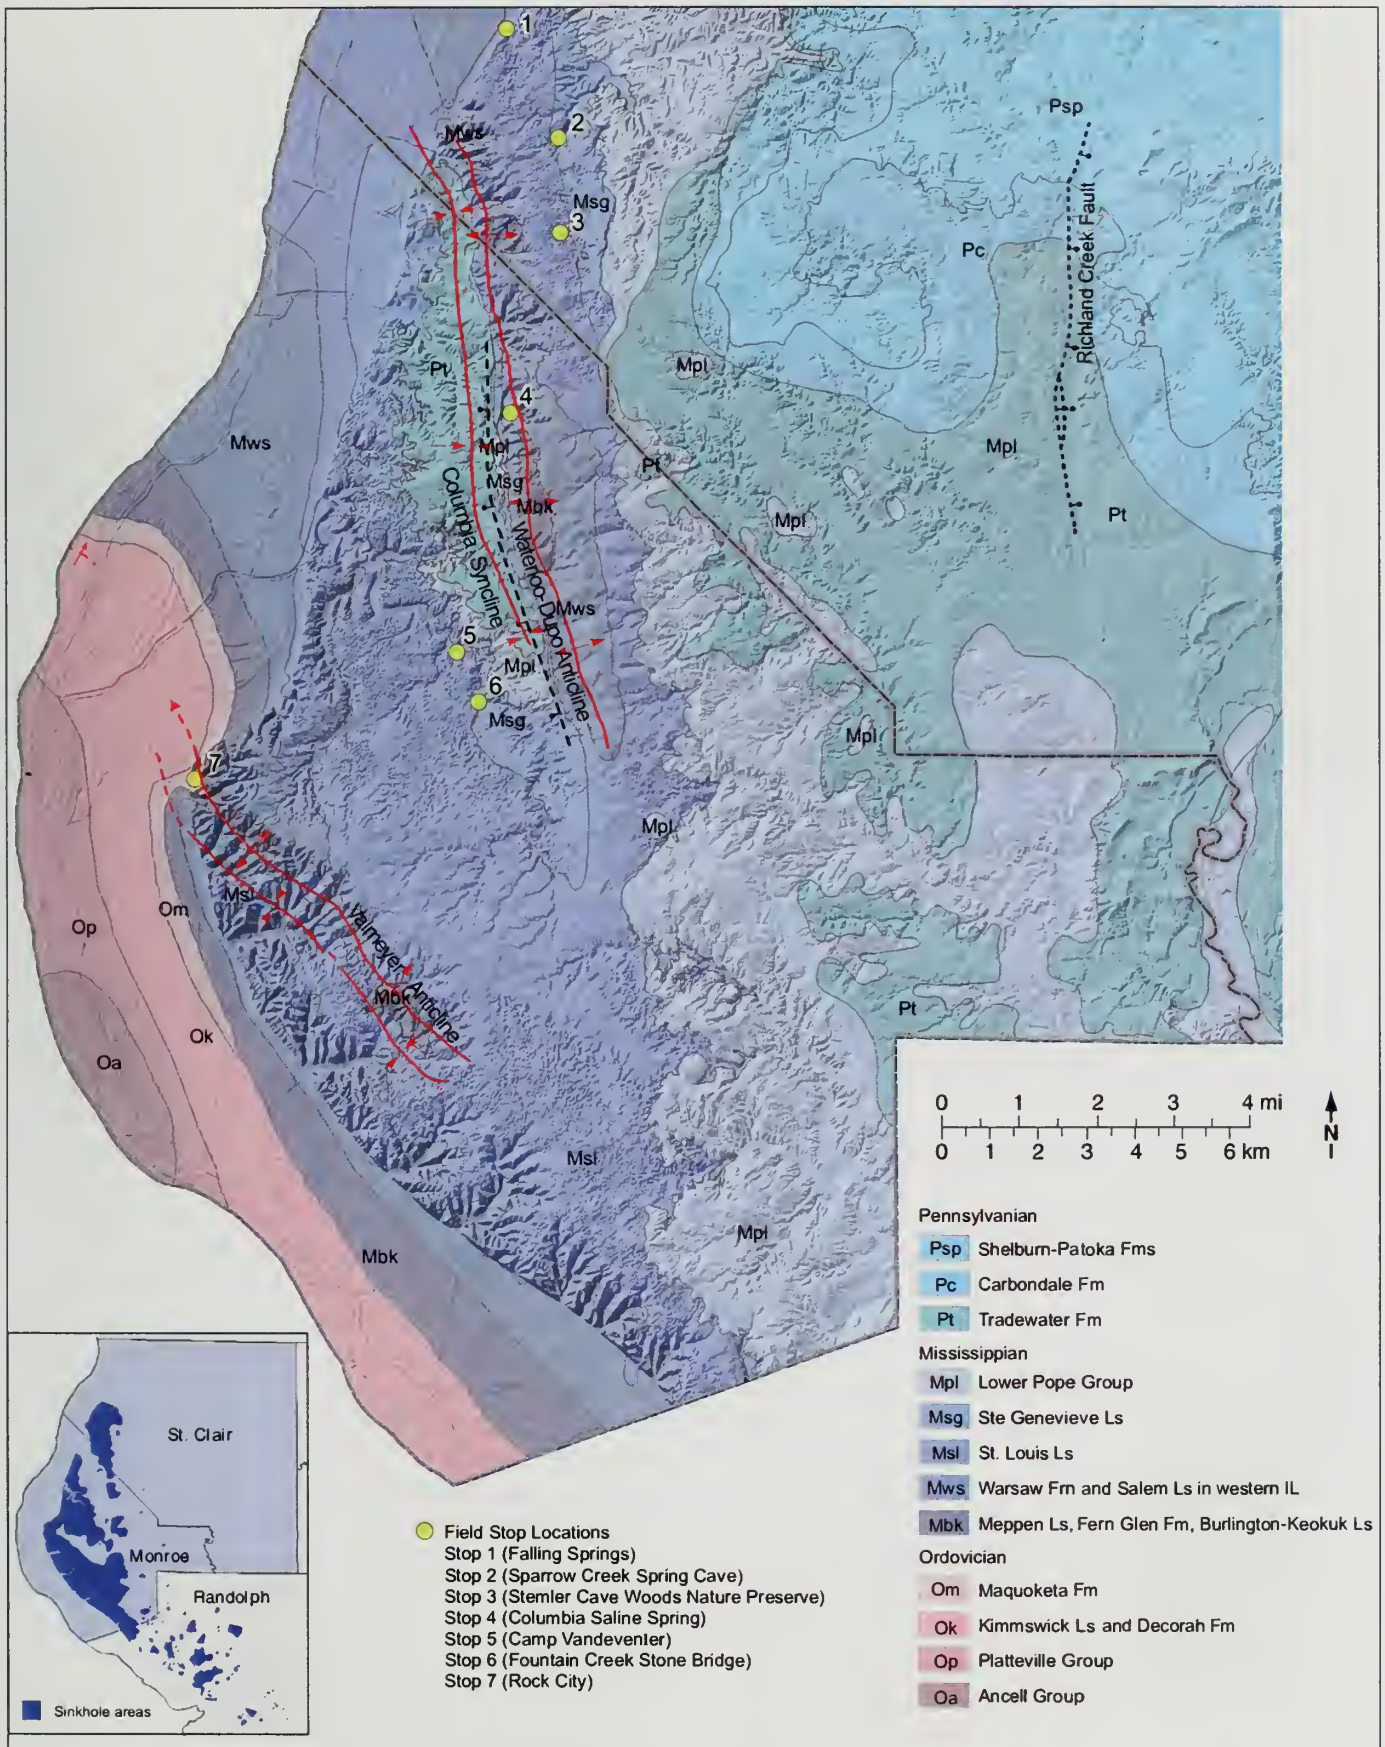 1
Psp
Mws
2
Msg
3
Pc
Richland Creek Fault
Mpl
Pt
4
Mws
Mpl
Mpl
Pt
Msg
Mbk
Mpl
Pt
Columbia Syncline
Waterloo-Dupo Anticline
Mws
5
Mpl
6
Msg
Mpl
7
Mpl
Msl
Om
Op
Valmeyer Anticline
Mbk
Pt
Ok
Oa
Msl
Mpl
Mbk
0 1 2 3 4 mi
0 1 2 3 4 5 6 km
N
Pennsylvanian
Psp Shelburn-Patoka Fms
Pc Carbondale Fm
Pt Tradewater Fm
Mississippian
Mpl Lower Pope Group
Msg Ste Genevieve Ls
Msl St. Louis Ls
Mws Warsaw Fm and Salem Ls in western IL
Mbk Meppen Ls, Fern Glen Fm, Burlington-Keokuk Ls
Ordovician
Om Maquoketa Fm
Ok Kimmswick Ls and Decorah Fm
Op Platteville Group
Oa Ancell Group
Field Stop Locations
Stop 1 (Falling Springs)
Stop 2 (Sparrow Creek Spring Cave)
Stop 3 (Stemler Cave Woods Nature Preserve)
Stop 4 (Columbia Saline Spring)
Stop 5 (Camp Vandeventer)
Stop 6 (Fountain Creek Stone Bridge)
Stop 7 (Rock City)
St. Clair
Monroe
Randolph
Sinkhole areas